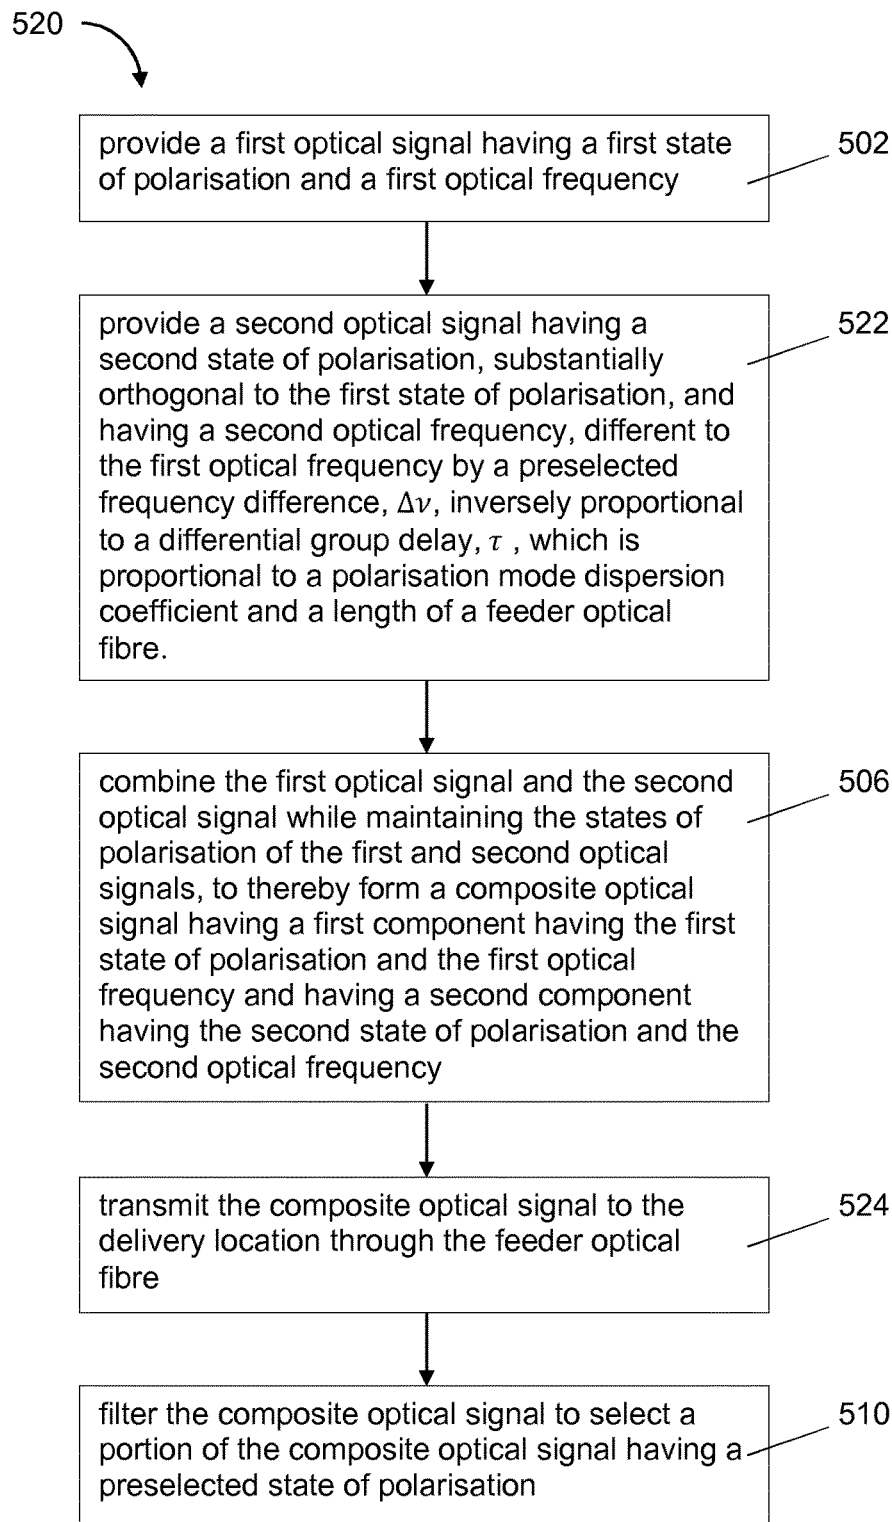 520
provide a first optical signal having a first state
of polarisation and a first optical frequency
502
provide a second optical signal having a
second state of polarisation, substantially
orthogonal to the first state of polarisation, and
having a second optical frequency, different to
the first optical frequency by a preselected
frequency difference, Δν, inversely proportional
to a differential group delay, τ , which is
proportional to a polarisation mode dispersion
coefficient and a length of a feeder optical
fibre.
522
combine the first optical signal and the second
optical signal while maintaining the states of
polarisation of the first and second optical
signals, to thereby form a composite optical
signal having a first component having the first
state of polarisation and the first optical
frequency and having a second component
having the second state of polarisation and the
second optical frequency
506
transmit the composite optical signal to the
delivery location through the feeder optical
fibre
524
filter the composite optical signal to select a
portion of the composite optical signal having a
preselected state of polarisation
510